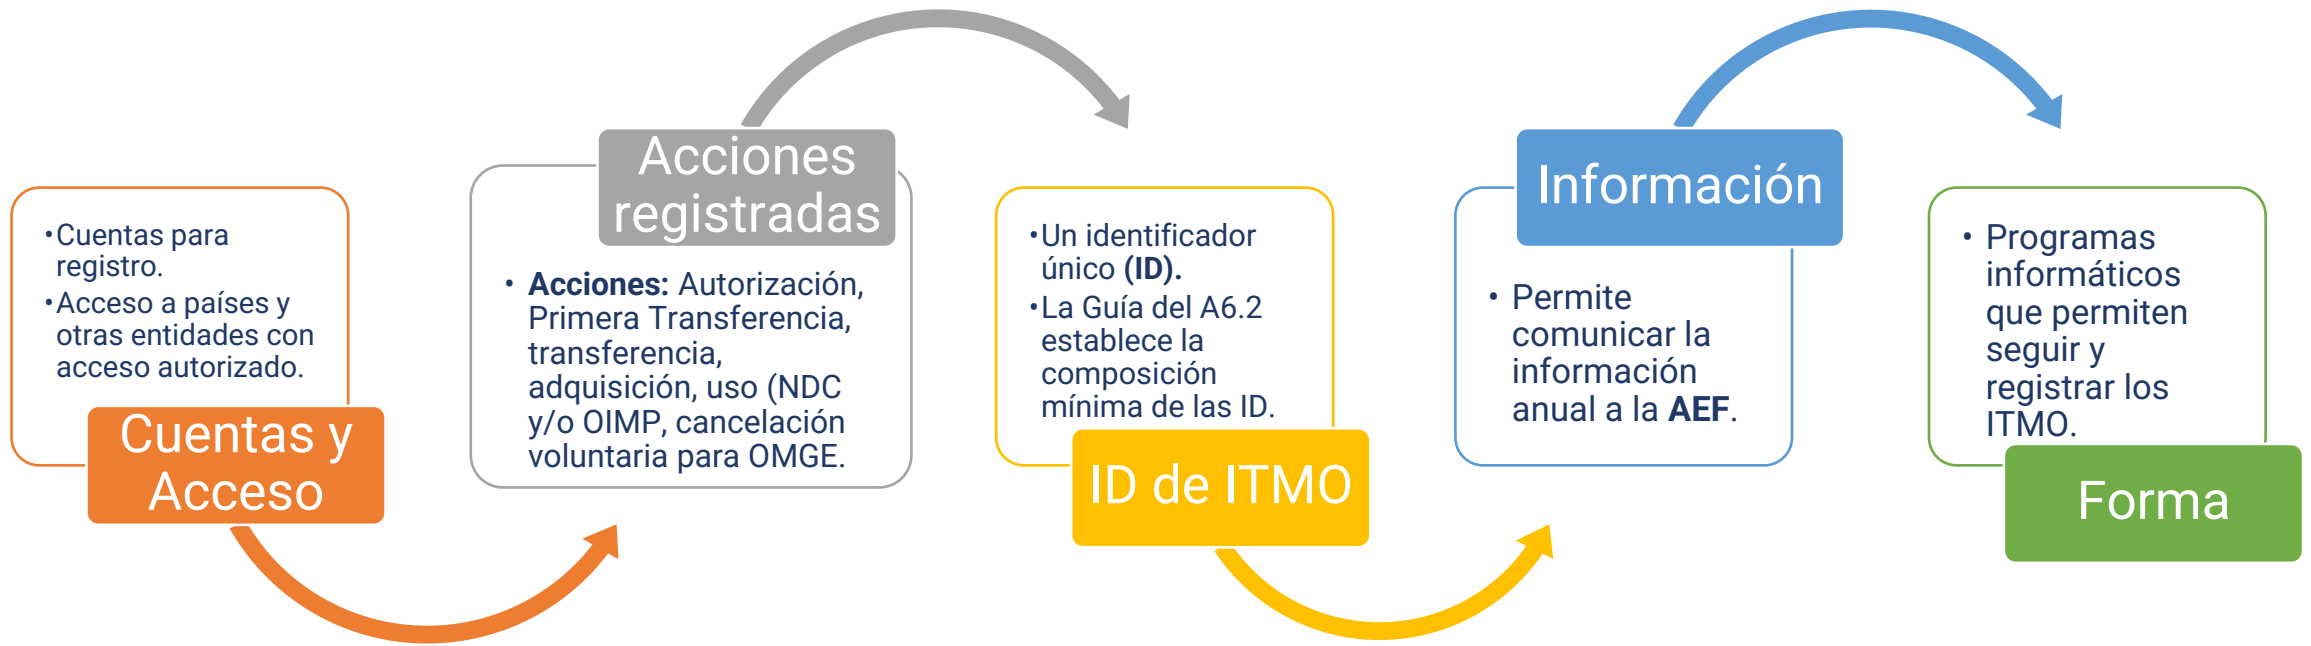 •Cuentas para
registro.
•Acceso a países y
otras entidades con
acceso autorizado.
Cuentas y
Acceso
Acciones
registradas
• Acciones: Autorización,
Primera Transferencia,
transferencia,
adquisición, uso (NDC
y/o OIMP, cancelación
voluntaria para OMGE.
•Un identificador
único (ID).
•La Guía del A6.2
establece la
composición
mínima de las ID.
ID de ITMO
Información
• Permite
comunicar la
información
anual a la AEF.
• Programas
informáticos
que permiten
seguir y
registrar los
ITMO.
Forma